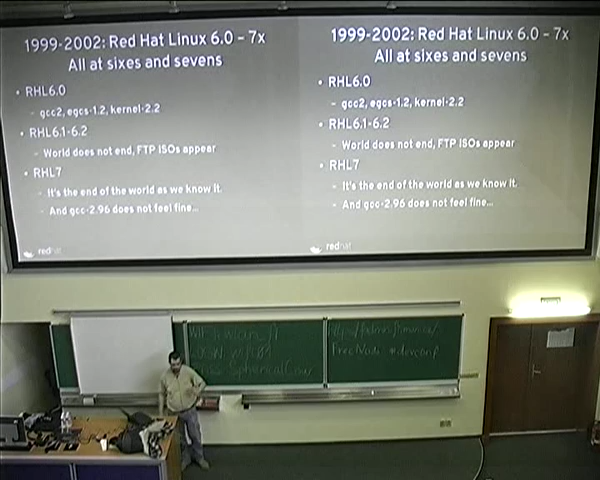 1999-2002: Red Hat Linux 6.0 – 7x
All at sixes and sevens
• RHL6.0
– gcc2, egcs-1.2, kernel-2.2
• RHL6.1-6.2
– World does not end, FTP ISOs appear
• RHL7
– It's the end of the world as we know it.
– And gcc-2.96 does not feel fine...
redhat
1999-2002: Red Hat Linux 6.0 – 7x
All at sixes and sevens
• RHL6.0
– gcc2, egcs-1.2, kernel-2.2
• RHL6.1-6.2
– World does not end, FTP ISOs appear
• RHL7
– It's the end of the world as we know it.
– And gcc-2.96 does not feel fine...
redhat
SphericalCow
FreeNode #devconf